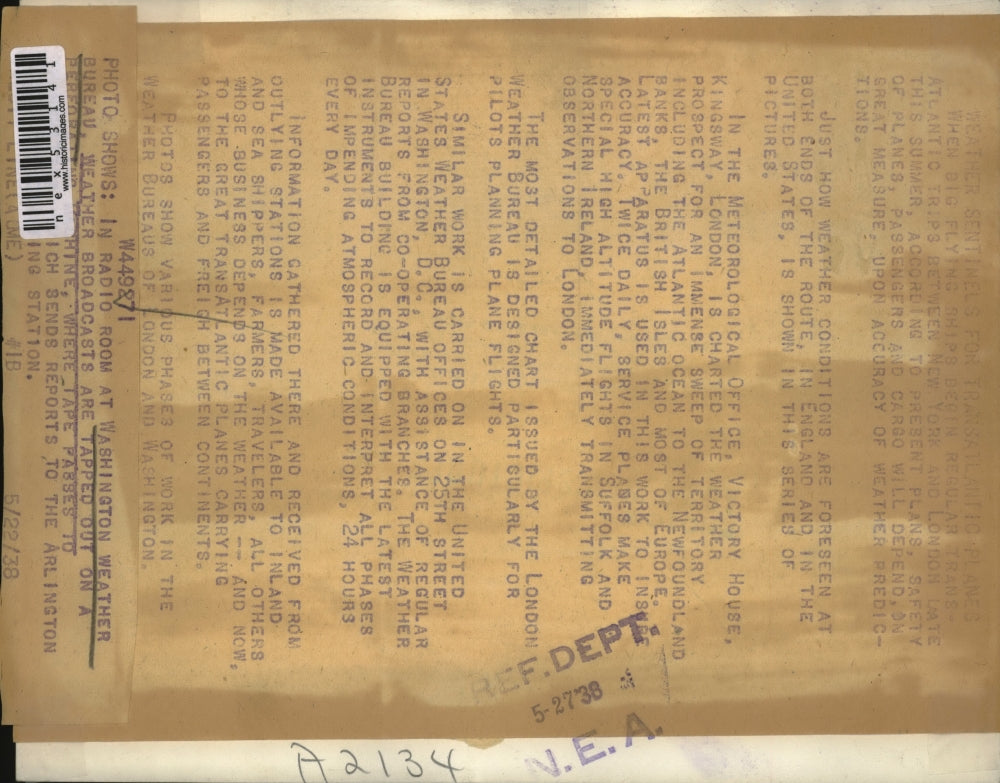 WEATHER SENTINELS FOR TRANSATLANTIC PLANES
WHEN BIG FLYING SHIPS BEGIN REGULAR TRANS-
ATLANTIC TRIPS BETWEEN NEW YORK AND LONDON LATE
THIS SUMMER, ACCORDING TO PRESENT PLANS, SAFETY
OF PLANES, PASSENGERS AND CARGO WILL DEPEND, IN
GREAT MEASURE, UPON ACCURACY OF WEATHER PREDIC-
TIONS.
JUST HOW WEATHER CONDITIONS ARE FORESEEN AT
BOTH ENDS OF THE ROUTE, IN ENGLAND AND IN THE
UNITED STATES, IS SHOWN IN THIS SERIES OF
PICTURES.
IN THE METEOROLOGICAL OFFICE, VICTORY HOUSE,
KINGSWAY, LONDON, IS CHARTED THE WEATHER
PROSPECT FOR AN IMMENSE SWEEP OF TERRITORY
INCLUDING THE ATLANTIC OCEAN TO THE NEWFOUNDLAND
BANKS, THE BRITISH ISLES AND MOST OF EUROPE.
LATEST APPARATUS IS USED IN THIS WORK TO INSURE
ACCURACY. TWICE DAILY, SERVICE PLANES MAKE
SPECIAL HIGH ALTITUDE FLIGHTS IN SUFFOLK AND
NORTHERN IRELAND, IMMEDIATELY TRANSMITTING
OBSERVATIONS TO LONDON.
THE MOST DETAILED CHART ISSUED BY THE LONDON
WEATHER BUREAU IS DESIGNED PARTICULARLY FOR
PILOTS PLANNING PLANE FLIGHTS.
SIMILAR WORK IS CARRIED ON IN THE UNITED
STATES WEATHER BUREAU OFFICES ON 25TH STREET
IN WASHINGTON, D.C., WITH ASSISTANCE OF REGULAR
REPORTS FROM CO-OPERATING BRANCHES. THE WEATHER
BUREAU BUILDING IS EQUIPPED WITH THE LATEST
INSTRUMENTS TO RECORD AND INTERPRET ALL PHASES
OF IMPENDING ATMOSPHERIC CONDITIONS, 24 HOURS
EVERY DAY.
INFORMATION GATHERED THERE AND RECEIVED FROM
OUTLYING STATIONS IS MADE AVAILABLE TO INLAND
AND SEA SHIPPERS, FARMERS, TRAVELERS, ALL OTHERS
WHOSE BUSINESS DEPENDS ON THE WEATHER -- AND NOW,
TO THE GREAT TRANSATLANTIC PLANES CARRYING
PASSENGERS AND FREIGH BETWEEN CONTINENTS.
PHOTOS SHOW VARIOUS PHASES OF WORK IN THE
WEATHER BUREAUS OF LONDON AND WASHINGTON.
W449871
PHOTO SHOWS: IN RADIO ROOM AT WASHINGTON WEATHER
BUREAU, WEATHER BROADCASTS ARE TAPPED OUT ON A
HINE, WHERE TAPE PASSES TO
ICH SENDS REPORTS TO THE ARLINGTON
ING STATION.
#11B 5/22/38
www.historicimages.com
nex53141
REF. DEPT.
5-27 38
N.E.A.
A2134